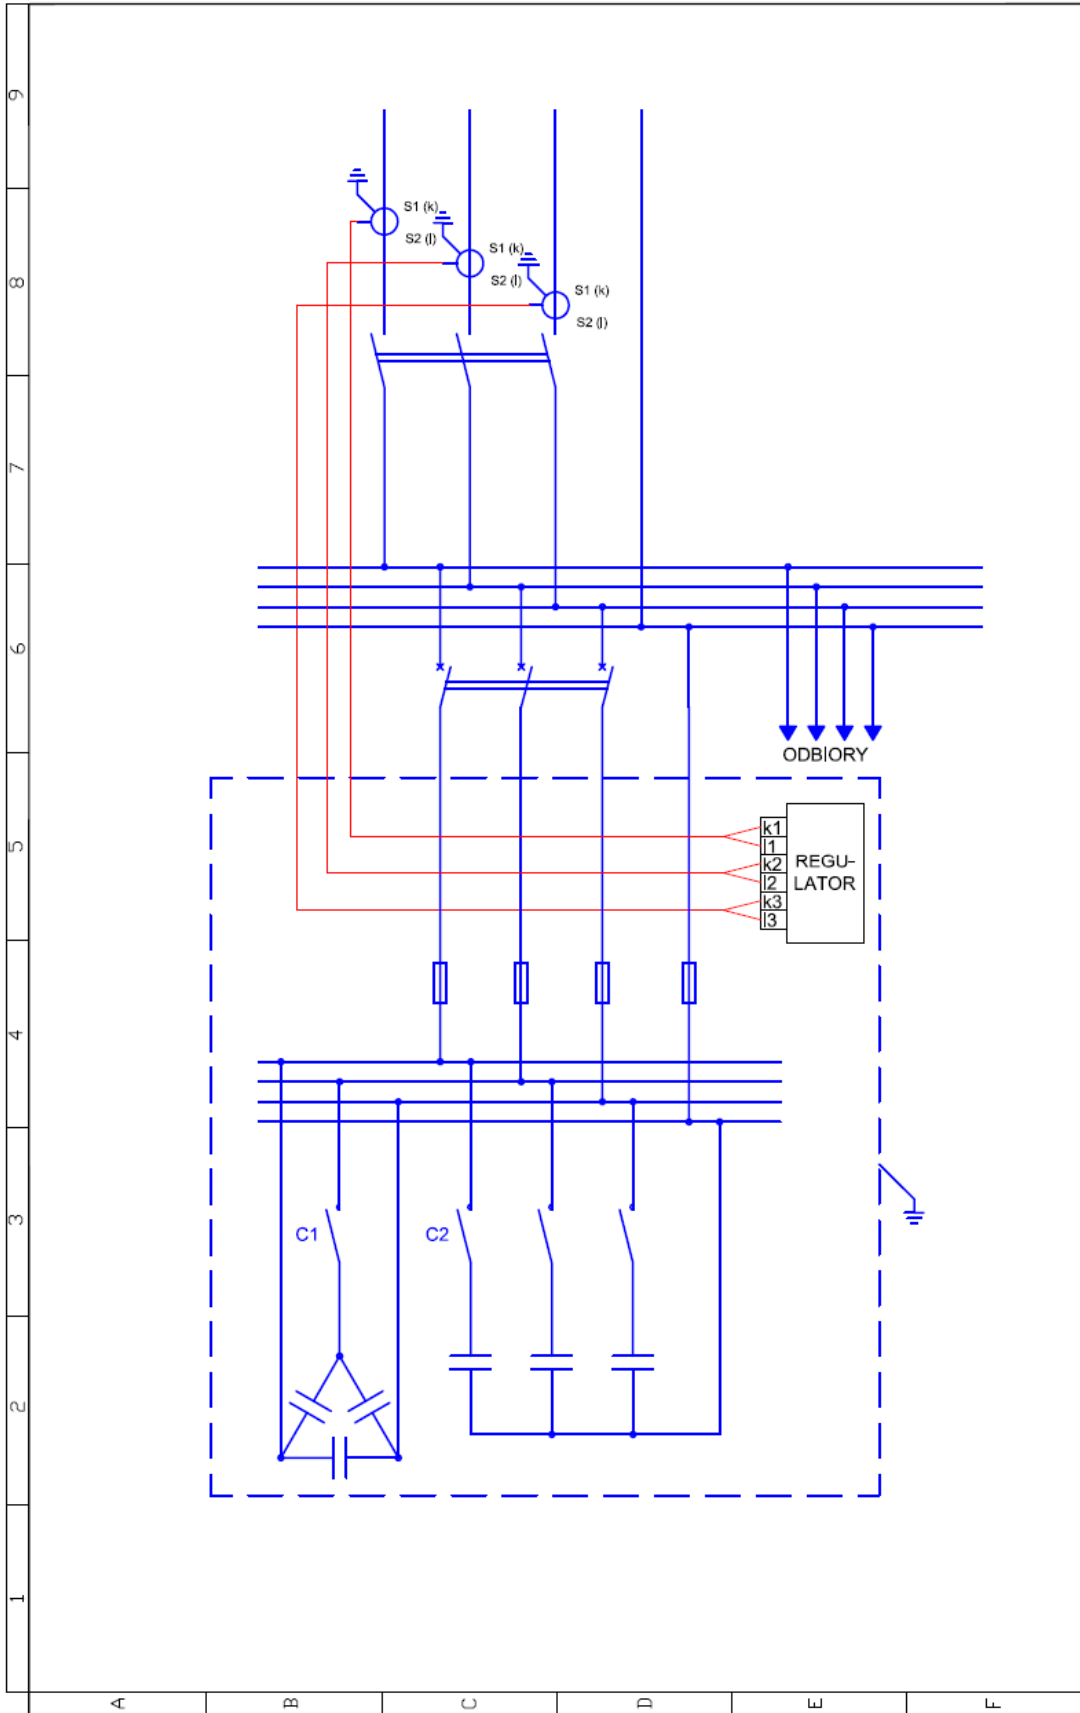 9
S1 (k)
S2 (l)
S1 (k)
S2 (l)
S1 (k)
S2 (l)
8
7
6
ODBIORY
5
k1
l1
k2
l2
k3
l3
REGU-
LATOR
4
3
C1
C2
2
1
A
B
C
D
E
F